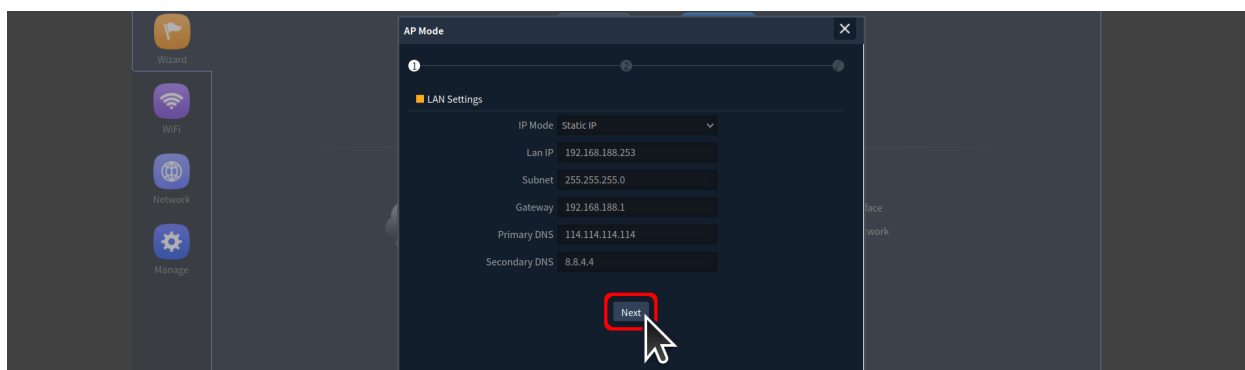 AP Mode
Wizard
1
2
LAN Settings
IP Mode Static IP
WiFi
Lan IP 192.168.188.253
Subnet 255.255.255.0
Network
Gateway 192.168.188.1
face
Primary DNS 114.114.114.114
work
Secondary DNS 8.8.4.4
Manage
Next